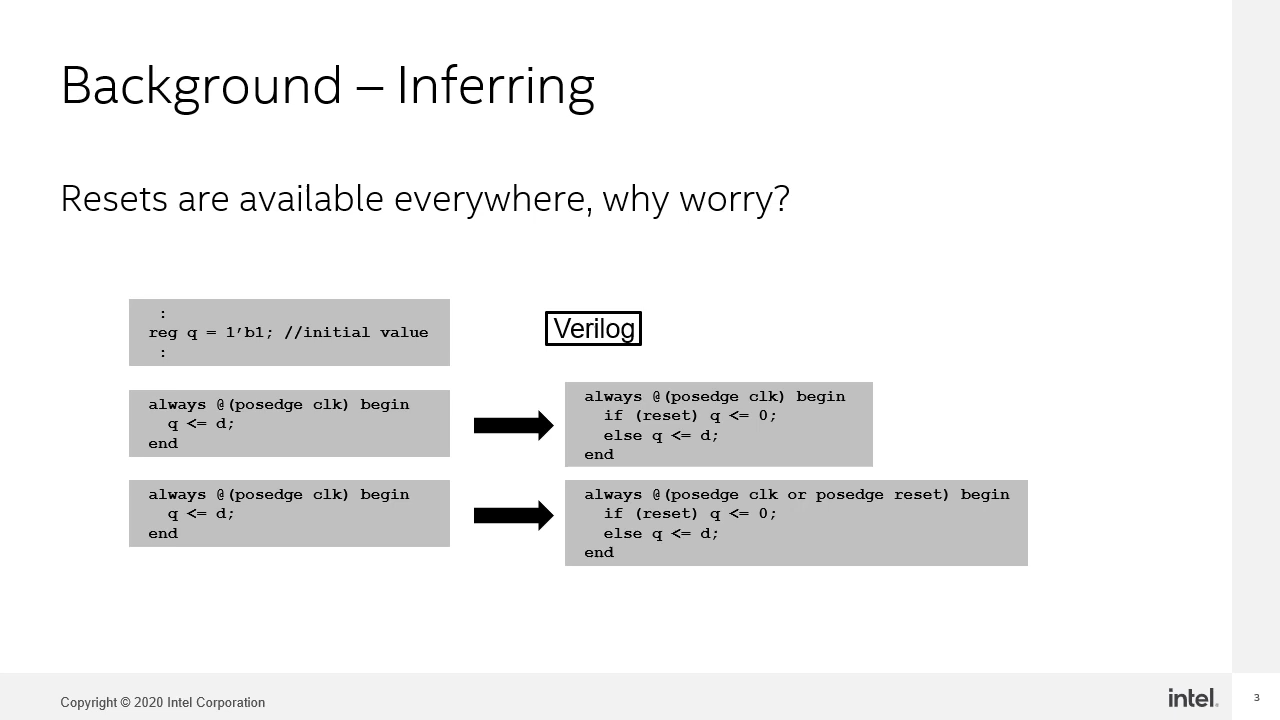 Background – Inferring
Resets are available everywhere, why worry?
:
reg q = 1’b1; //initial value
:
Verilog
always @(posedge clk) begin
q <= d;
end
always @(posedge clk) begin
if (reset) q <= 0;
else q <= d;
end
always @(posedge clk) begin
q <= d;
end
always @(posedge clk or posedge reset) begin
if (reset) q <= 0;
else q <= d;
end
Copyright © 2020 Intel Corporation
intel.
3